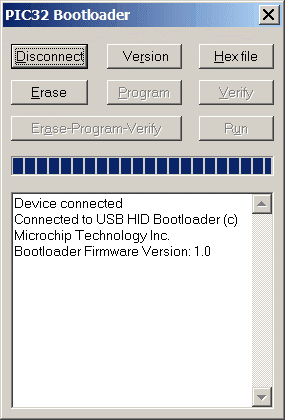 PIC32 Bootloader
Disconnect Version Hex file
Erase Program Verify
Erase-Program-Verify Run
Device connected
Connected to USB HID Bootloader (c)
Microchip Technology Inc.
Bootloader Firmware Version: 1.0